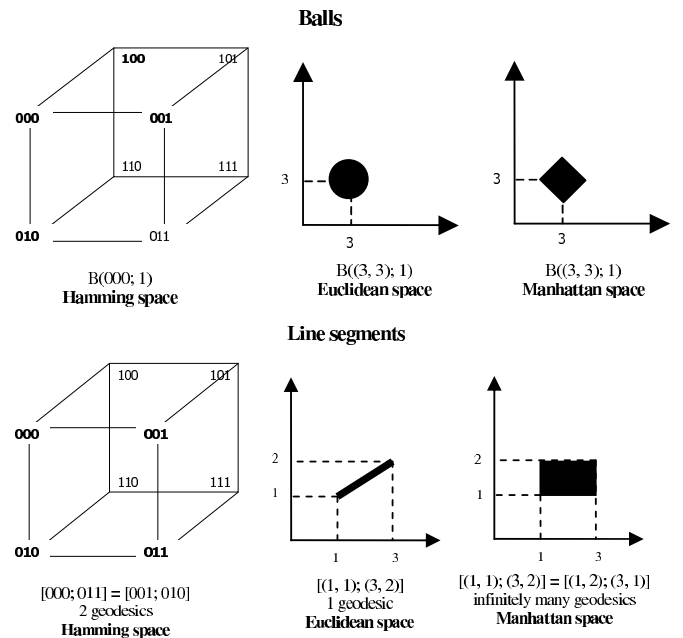 Balls
100
101
000
001
110
111
010
011
3
3
3
3
B(000; 1)
Hamming space
B((3, 3); 1)
Euclidean space
B((3, 3); 1)
Manhattan space
Line segments
100
101
000
001
110
111
010
011
2
1
1
3
2
1
1
3
[000; 011] = [001; 010]
2 geodesics
Hamming space
[(1, 1); (3, 2)]
1 geodesic
Euclidean space
[(1, 1); (3, 2)] = [(1, 2); (3, 1)]
infinitely many geodesics
Manhattan space